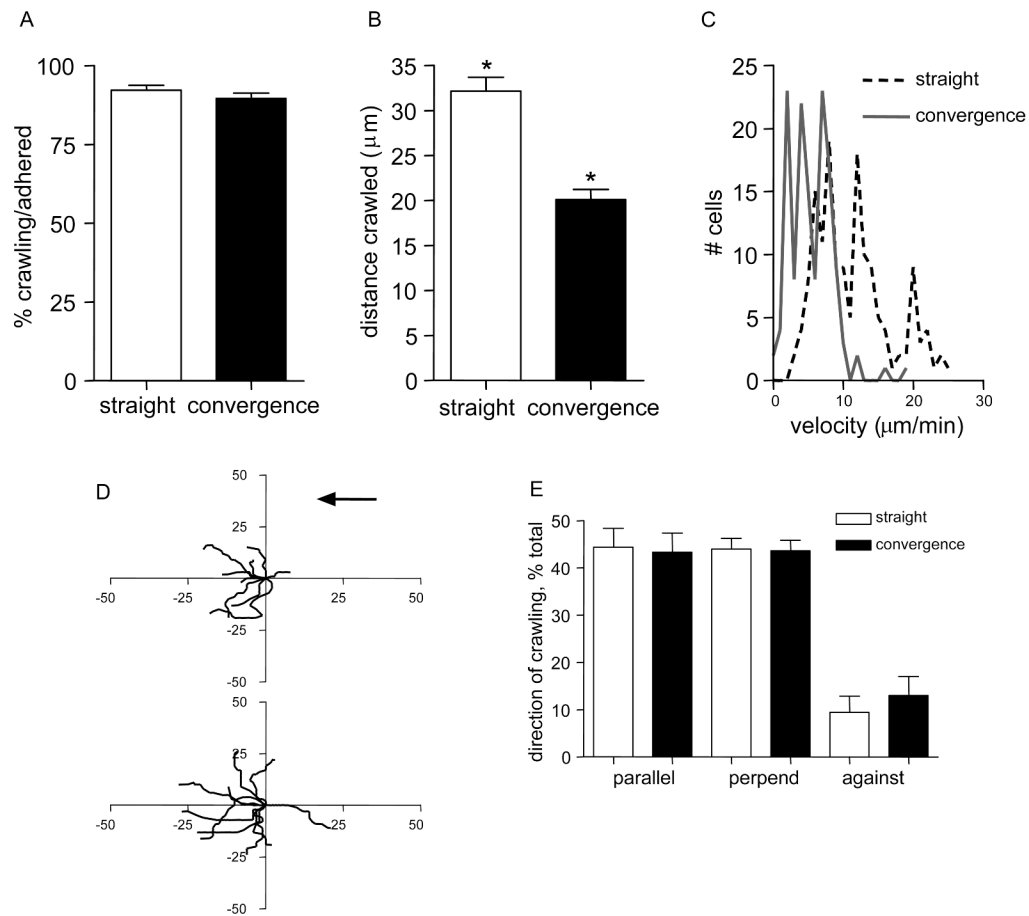 A
% crawling/adhered
100
75
50
25
0
straight convergence
B
distance crawled (μm)
35
30
25
20
15
10
5
0
*
*
straight convergence
C
# cells
25
20
15
10
5
0
straight
convergence
0 10 20 30
velocity (μm/min)
D
50
25
-50 -25 25 50
-25
-50
50
25
-50 -25 25 50
-25
-50
E
direction of crawling, % total
50
40
30
20
10
0
straight
convergence
parallel perpend against